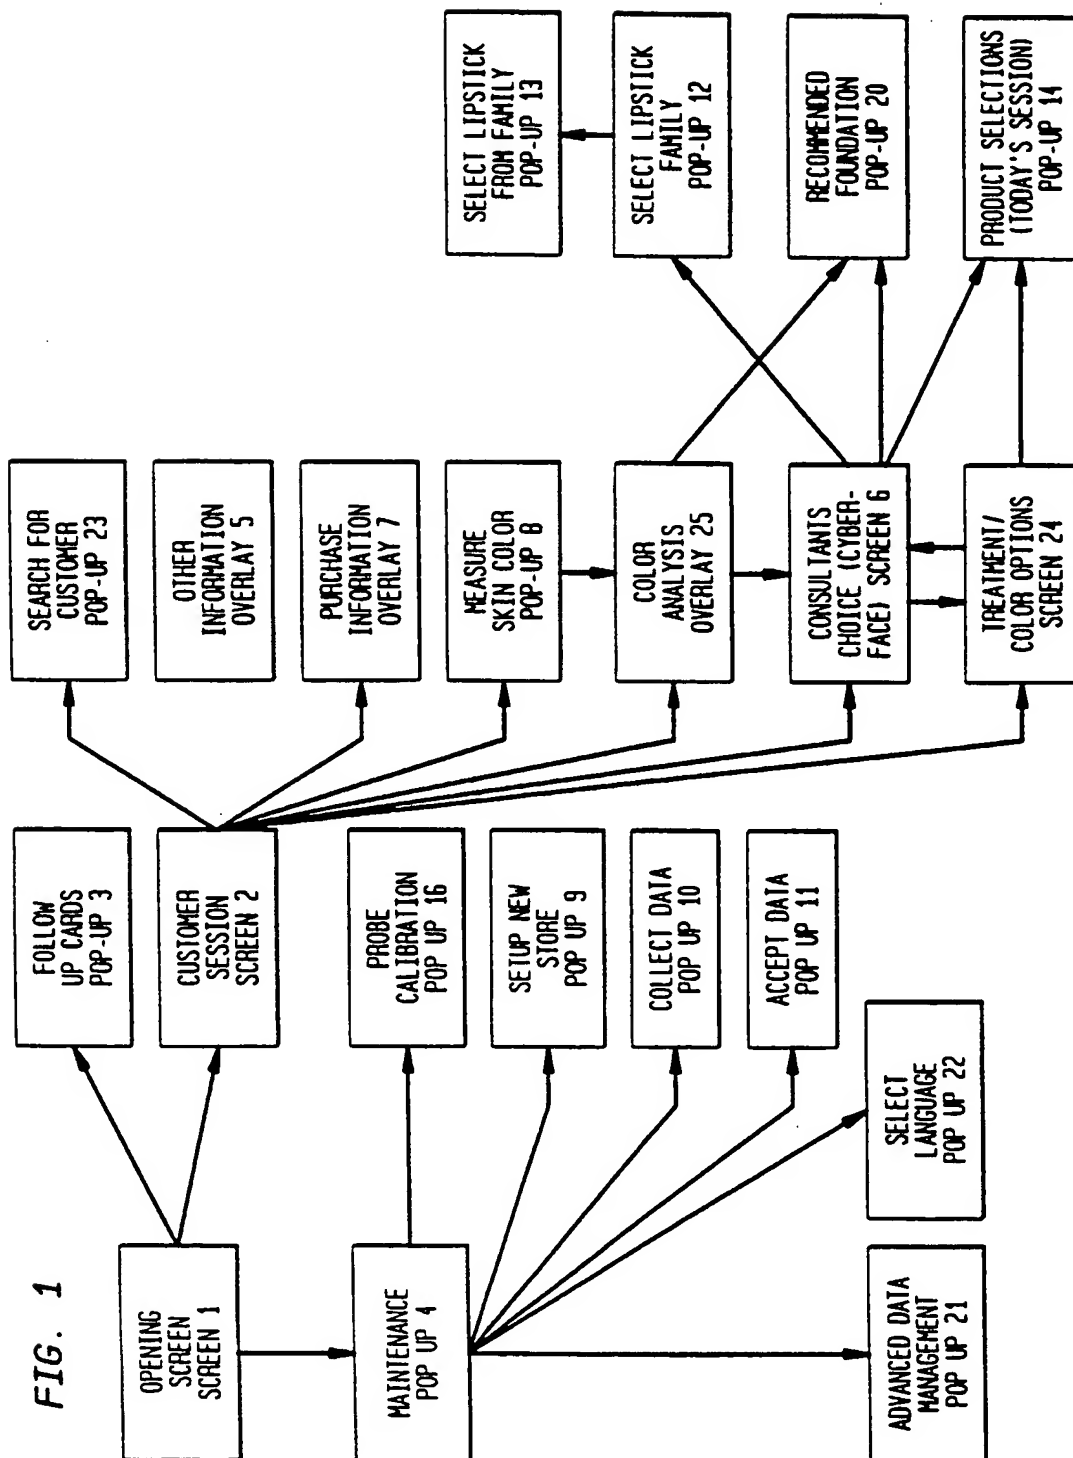 FIG. 1
OPENING
SCREEN
SCREEN 1
MAINTENANCE
POP UP 4
ADVANCED DATA
MANAGEMENT
POP UP 21
FOLLOW
UP CARDS
POP-UP 3
CUSTOMER
SESSION
SCREEN 2
PROBE
CALIBRATION
POP UP 16
SETUP NEW
STORE
POP UP 9
COLLECT DATA
POP UP 10
ACCEPT DATA
POP UP 11
SELECT
LANGUAGE
POP UP 22
SEARCH FOR
CUSTOMER
POP-UP 23
OTHER
INFORMATION
OVERLAY 5
PURCHASE
INFORMATION
OVERLAY 7
MEASURE
SKIN COLOR
POP-UP 8
COLOR
ANALYSIS
OVERLAY 25
CONSULTANTS
CHOICE (CYBER-
FACE) SCREEN 6
TREATMENT/
COLOR OPTIONS
SCREEN 24
SELECT LIPSTICK
FROM FAMILY
POP-UP 13
SELECT LIPSTICK
FAMILY
POP-UP 12
RECOMMENDED
FOUNDATION
POP-UP 20
PRODUCT SELECTIONS
(TODAY'S SESSION)
POP-UP 14